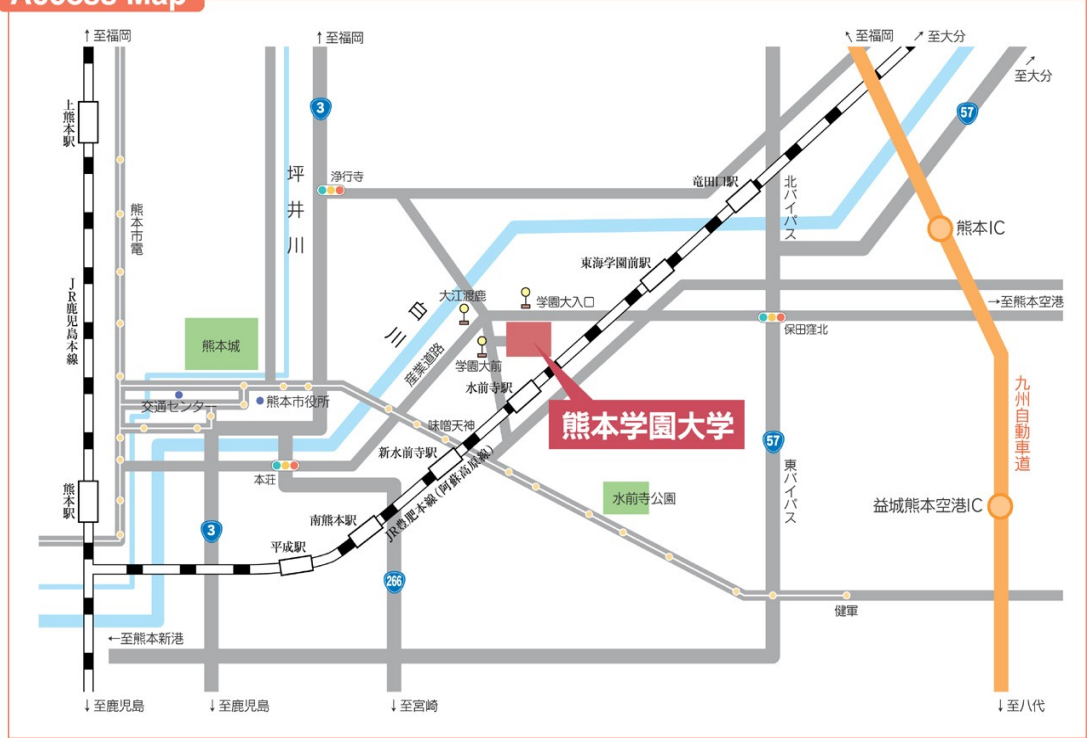 Access Map
↑至福岡
↑至福岡
↖至福岡
↗至大分
↗
至大分
上熊本駅
3
57
坪井川
浄行寺
竜田口駅
北バイパス
熊本市電
熊本IC
JR鹿児島本線
東海学園前駅
大江渡鹿
学園大入口
→熊本空港
白川
保田窪北
熊本城
産業道路
学園大前
水前寺駅
九州自動車道
交通センター
熊本市役所
熊本学園大学
味噌天神
57
新水前寺駅
本荘
JR豊肥本線(阿蘇高原線)
東バイパス
熊本駅
水前寺公園
益城熊本空港IC
南熊本駅
3
平成駅
266
健軍
←至熊本新港
↓至鹿児島
↓至鹿児島
↓至宮崎
↓至八代